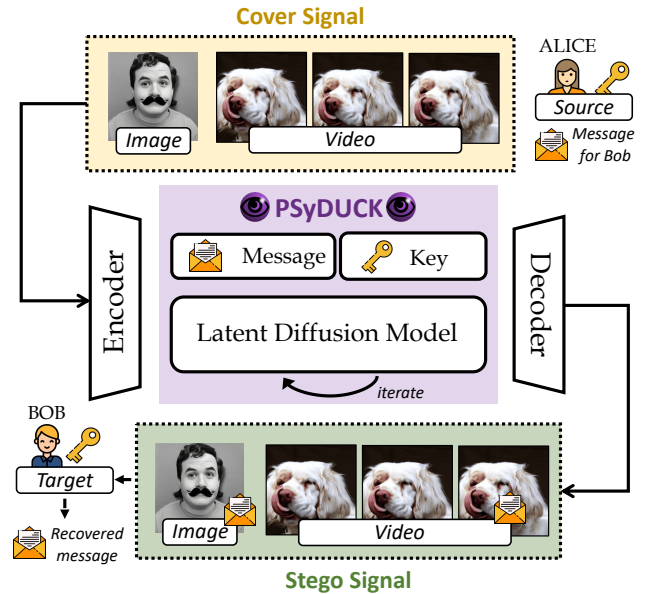 Cover Signal
ALICE
Source
Message
for Bob
Image
Video
PSyDUCK
Message
Key
Encoder
Decoder
Latent Diffusion Model
iterate
BOB
Target
Recovered
message
Image
Video
Stego Signal